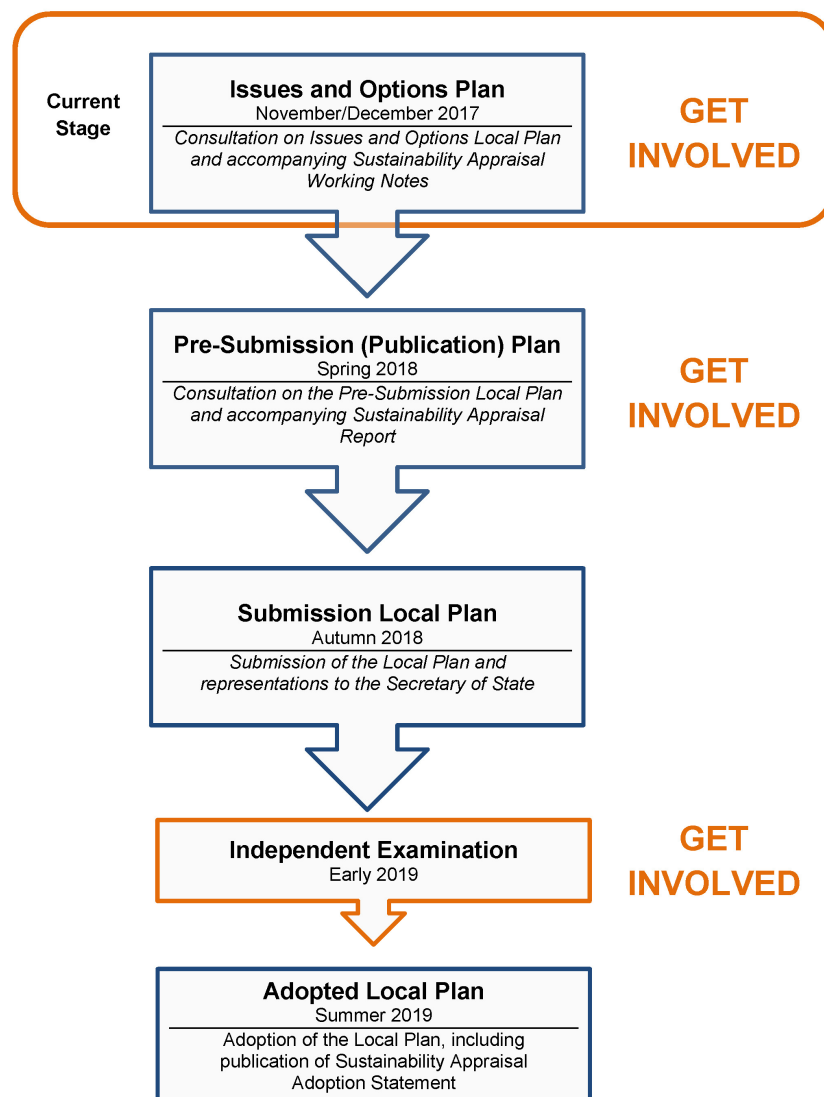 Current
Stage
Issues and Options Plan
November/December 2017
Consultation on Issues and Options Local Plan
and accompanying Sustainability Appraisal
Working Notes
GET
INVOLVED
Pre-Submission (Publication) Plan
Spring 2018
Consultation on the Pre-Submission Local Plan
and accompanying Sustainability Appraisal
Report
GET
INVOLVED
Submission Local Plan
Autumn 2018
Submission of the Local Plan and
representations to the Secretary of State
Independent Examination
Early 2019
GET
INVOLVED
Adopted Local Plan
Summer 2019
Adoption of the Local Plan, including
publication of Sustainability Appraisal
Adoption Statement